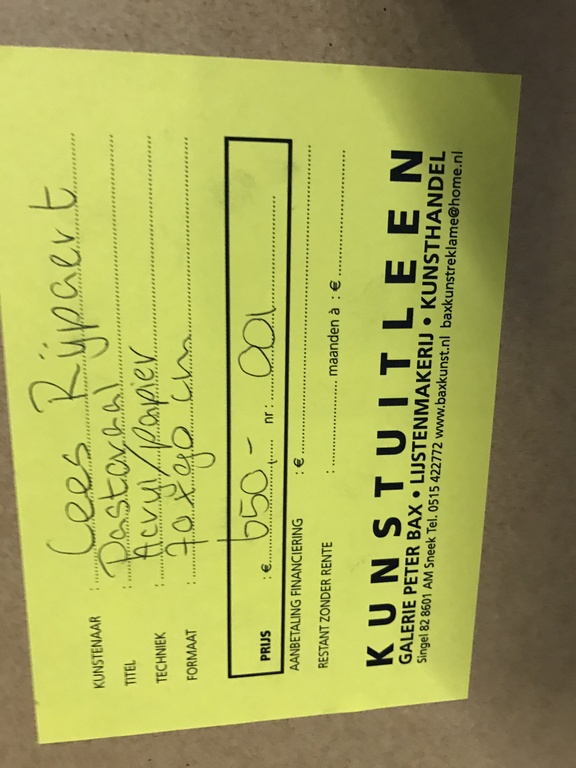 KUNSTENAAR : Cees Rijpaert
TITEL : Pastoraal
TECHNIEK : Acryl/papier
FORMAAT : 70 x 90 cm
PRIJS : € 650,- nr: 001
AANBETALING FINANCIERING : €
RESTANT ZONDER RENTE : maanden à : €
KUNSTUITLEEN
GALERIE PETER BAX • LIJSTENMAKERIJ • KUNSTHANDEL
Singel 82 8601 AM Sneek Tel. 0515 422772 www.baxkunst.nl baxkunstreklame@home.nl